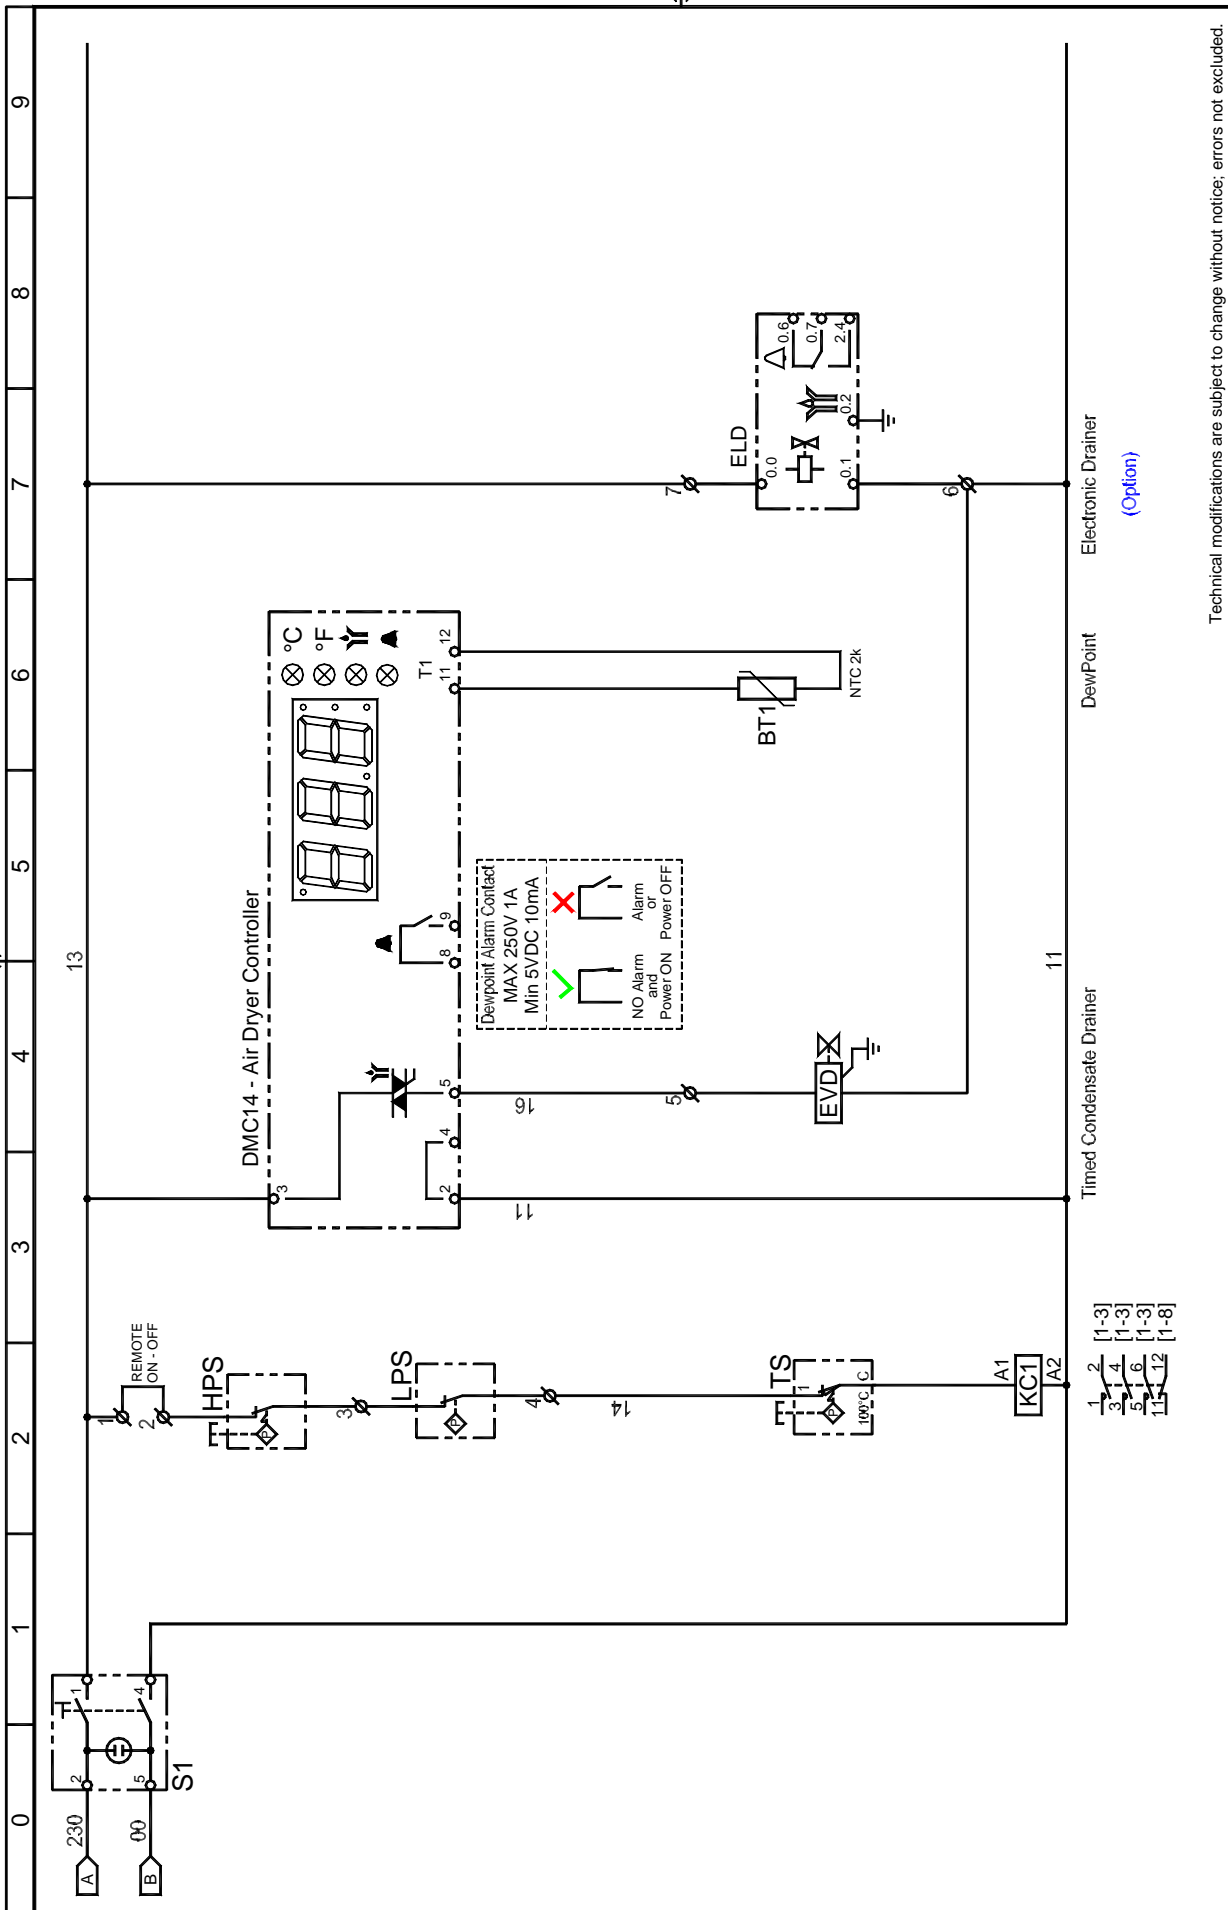 0 1 2 3 4 5 6 7 8 9
A
230
B
00
S1
2
1
5
4
13
11
1
2
REMOTE
ON - OFF
HPS
P
3
LPS
P
4
14
TS
1
P
100°C
C
A1
KC1
A2
1 2 [1-3]
3 4 [1-3]
5 6 [1-3]
11 12 [1-8]
DMC14 - Air Dryer Controller
3
2
4
5
8
9
°C
°F
T1
11
12
11
16
5
EVD
Dewpoint Alarm Contact
MAX 250V 1A
Min 5VDC 10mA
NO Alarm
and
Power ON
Alarm
or
Power OFF
BT1
NTC 2k
7
ELD
0.0
0.1
0.2
0.6
0.7
2.4
6
Timed Condensate Drainer
DewPoint
Electronic Drainer
(Option)
Technical modifications are subject to change without notice; errors not excluded.